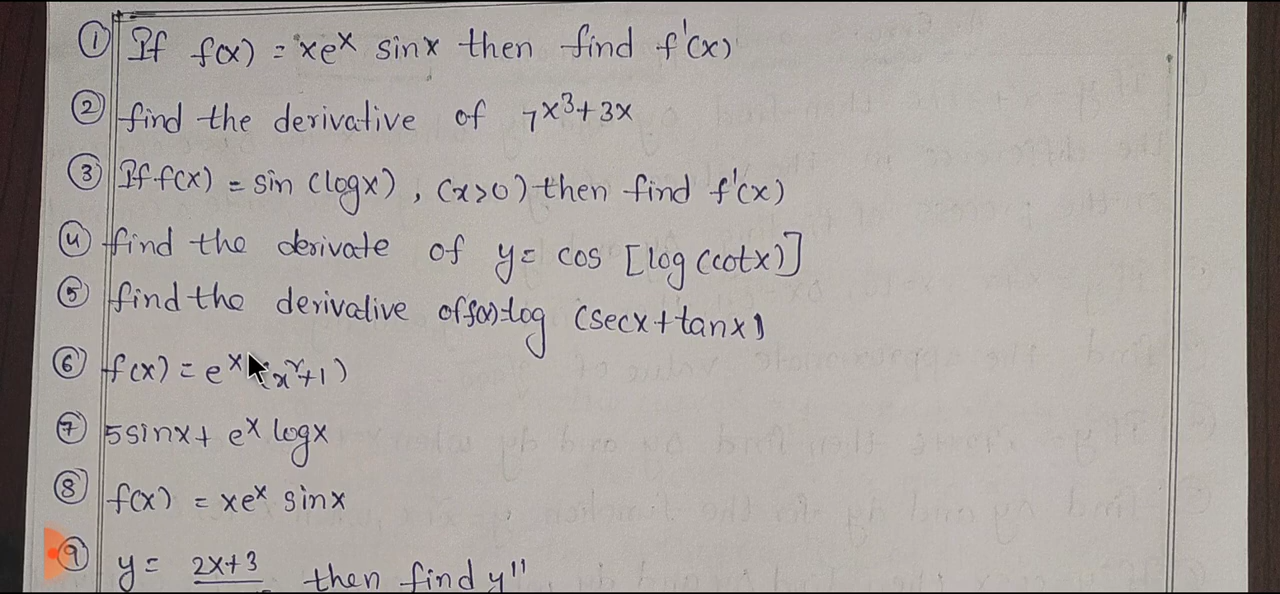 ① If f(x) = xeˣ sinx then find f'(x)
② find the derivative of 7x³+3x
③ If f(x) = sin (logx), (x>0) then find f'(x)
④ find the derivate of y= cos [log (cotx)]
⑤ find the derivative of f(x)=log (secx+tanx)
⑥ f(x) = eˣ (x²+1)
⑦ 5sinx+ eˣ logx
⑧ f(x) = xeˣ sinx
⑨ y= 2x+3 then find y"